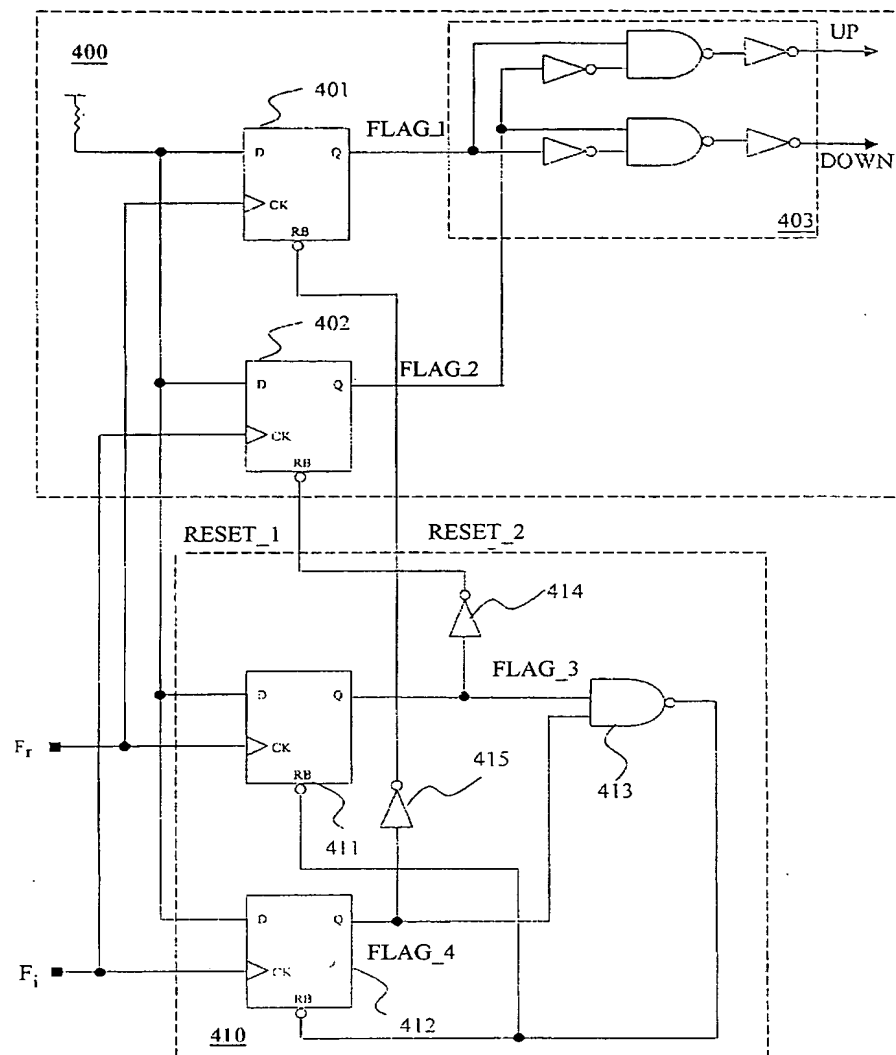 UP
400
401
FLAG_1
D
Q
CK
RB
DOWN
403
402
FLAG_2
D
Q
CK
RB
RESET_1
RESET_2
414
FLAG_3
D
Q
Fr
CK
415
413
RB
411
D
Q
FLAG_4
Fi
CK
RB
412
410